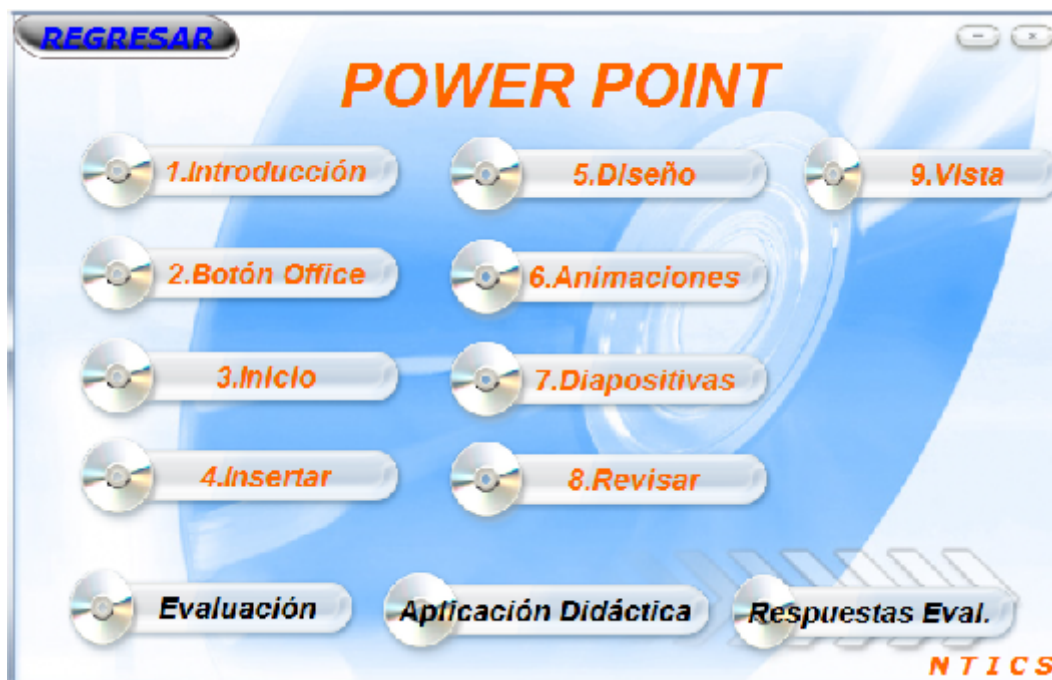 REGRESAR
POWER POINT
1.Introducción
5.Diseño
9.Vista
2.Botón Office
6.Animaciones
3.Inicio
7.Diapositivas
4.Insertar
8.Revisar
Evaluación
Aplicación Didáctica
Respuestas Eval.
NTICS